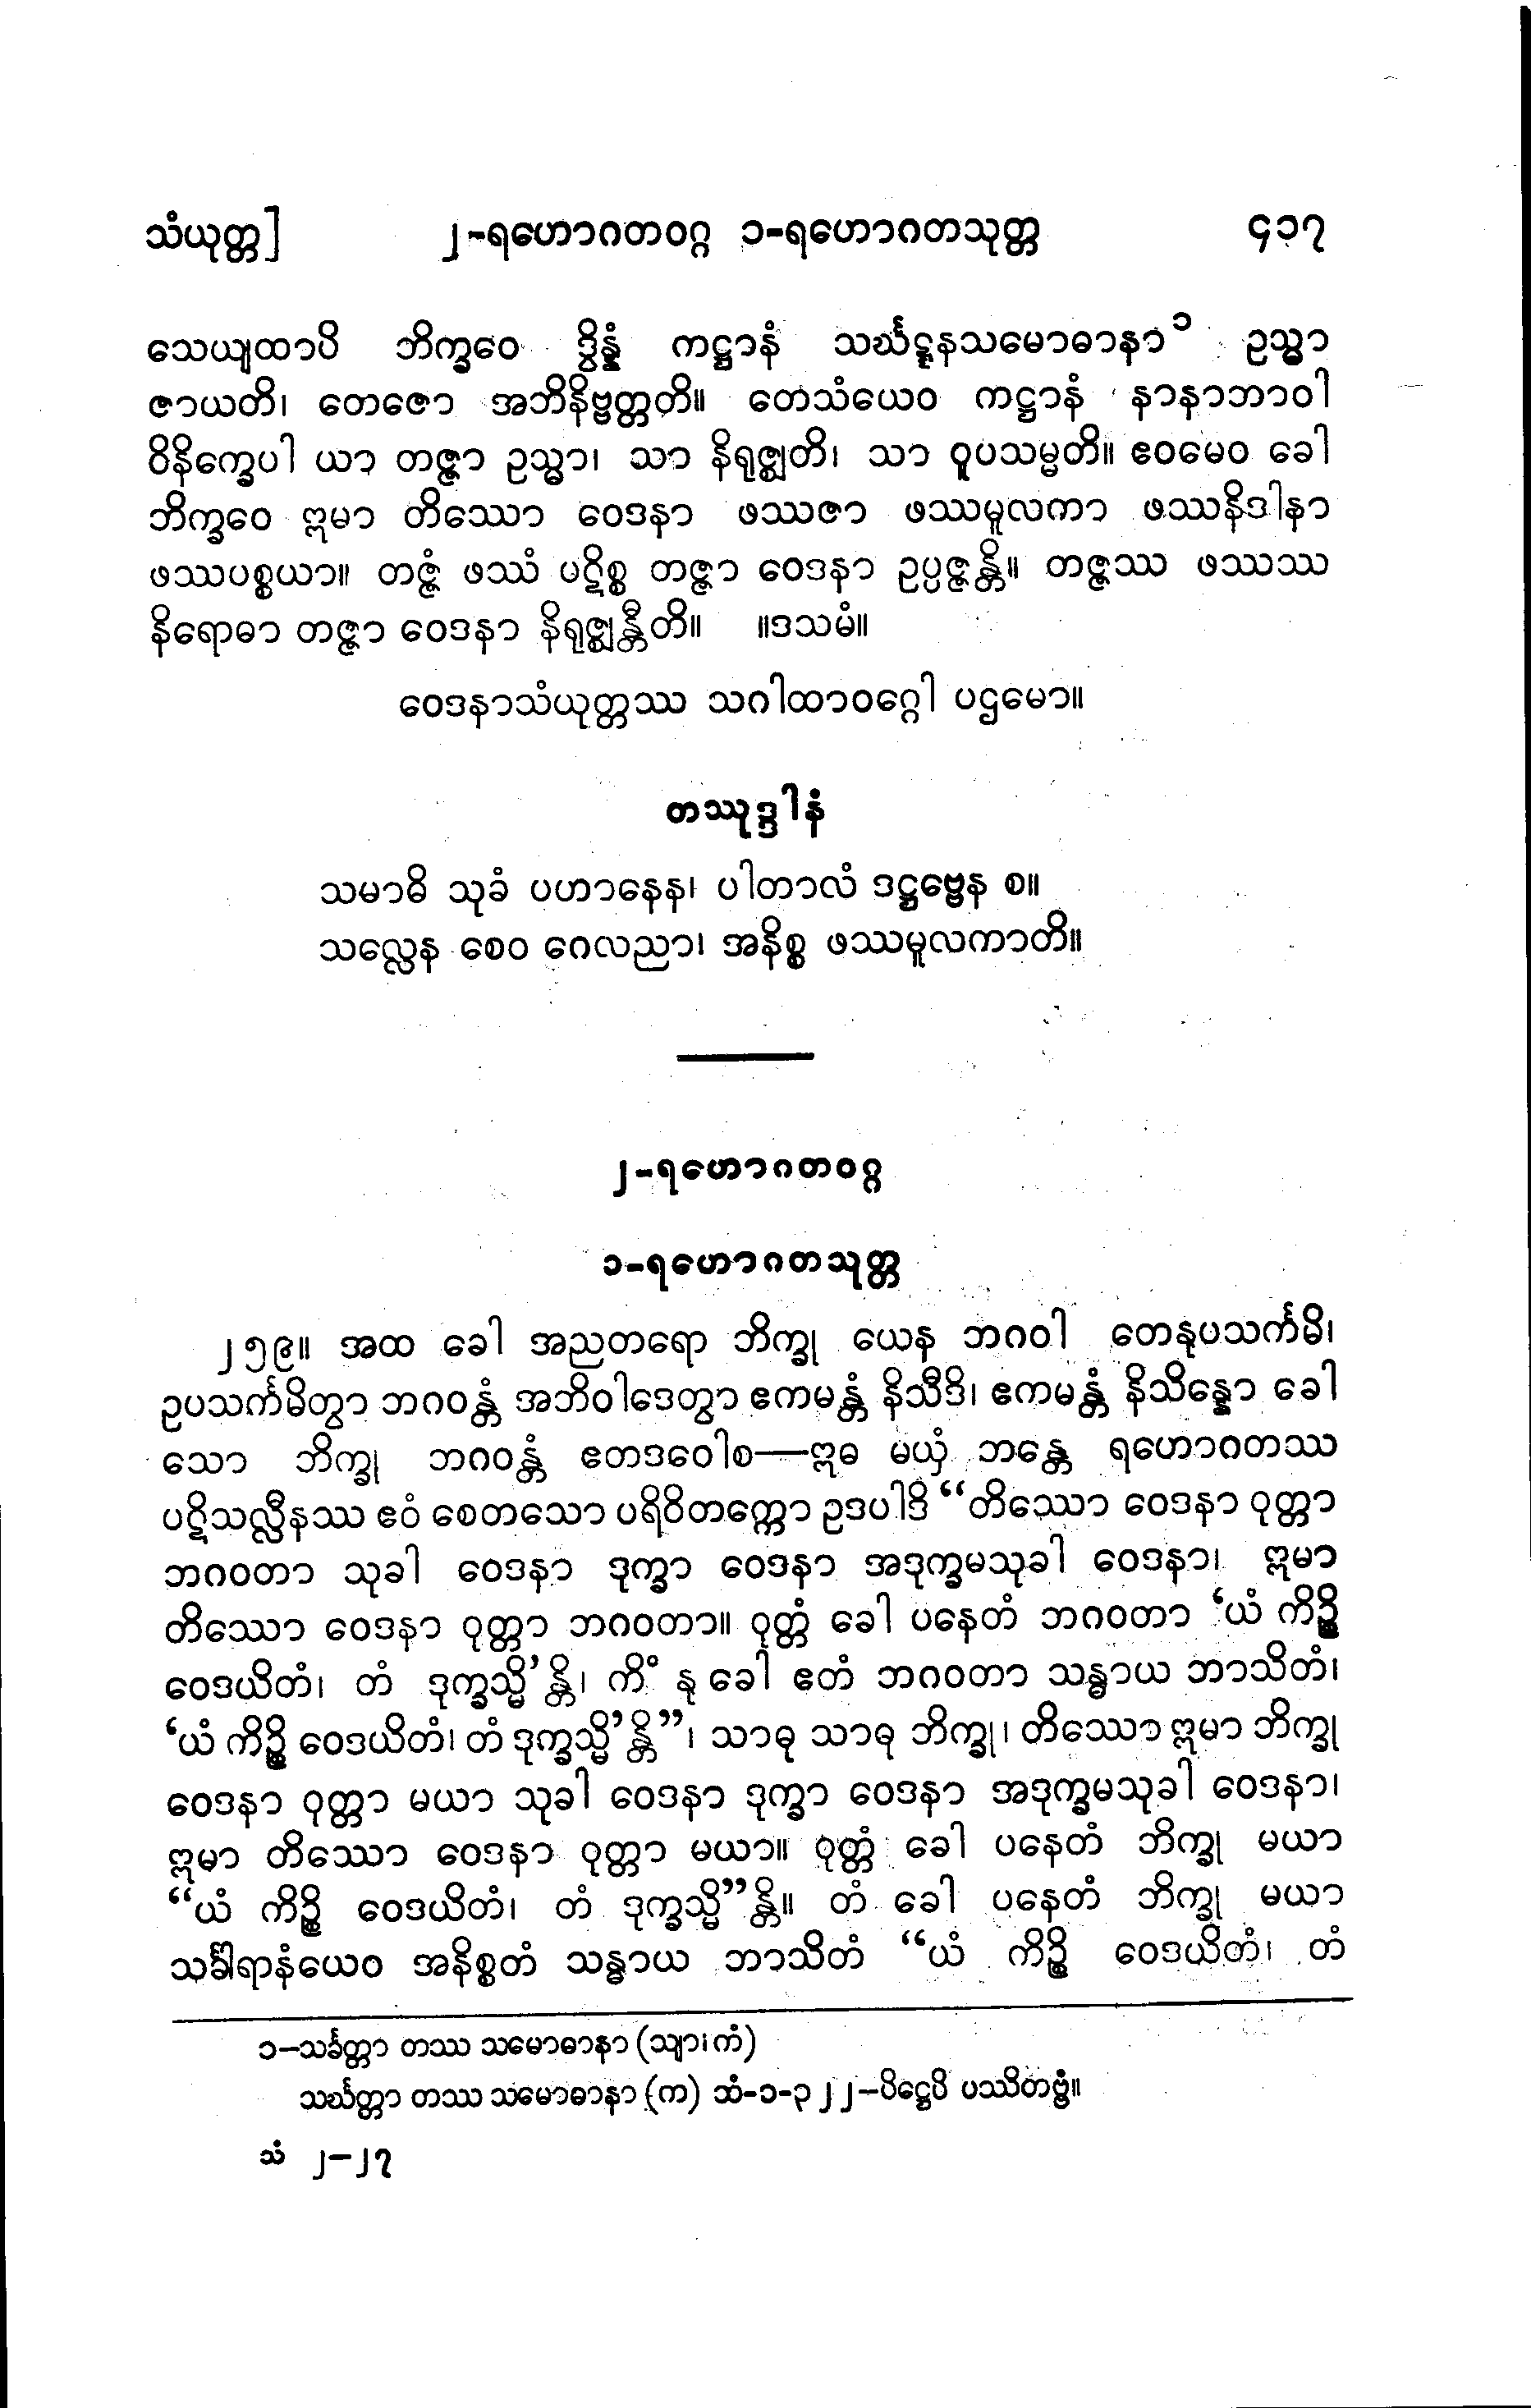 သံယုတ္တ] ၂-ရဟောဂတဝဂ္ဂ ၁-ရဟောဂတသုတ္တ ၄၁၇
သေယျထာပိ ဘိက္ခဝေ ဒွိန္နံ ကဋ္ဌာနံ သင်္ဃဋ္ဋနသမောဓာနာ၁ ဥသ္မာ
ဇာယတိ၊ တေဇော အဘိနိဗ္ဗတ္တတိ။ တေသံယေဝ ကဋ္ဌာနံ နာနာဘာဝါ
ဝိနိက္ခေပါ ယာ တဇ္ဇာ ဥသ္မာ၊ သာ နိရုဇ္ဈတိ၊ သာ ဝူပသမ္မတိ။ ဧဝမေဝ ခေါ
ဘိက္ခဝေ ဣမာ တိဿော ဝေဒနာ ဖဿဇာ ဖဿမူလကာ ဖဿနိဒါနာ
ဖဿပစ္စယာ။ တဇ္ဇံ ဖဿံ ပဋိစ္စ တဇ္ဇာ ဝေဒနာ ဥပ္ပဇ္ဇန္တိ။ တဇ္ဇဿ ဖဿဿ
နိရောဓာ တဇ္ဇာ ဝေဒနာ နိရုဇ္ဈန္တီတိ။ ။ဒသမံ။
ဝေဒနာသံယုတ္တဿ သဂါထာဝဂ္ဂေါ ပဌမော။
တဿုဒ္ဒါနံ
သမာဓိ သုခံ ပဟာနေန၊ ပါတာလံ ဒဋ္ဌဗ္ဗေန စ။
သလ္လေန စေဝ ဂေလညာ၊ အနိစ္စ ဖဿမူလကာတိ။
၂-ရဟောဂတဝဂ္ဂ
၁-ရဟောဂတသုတ္တ
၂၅၉။ အထ ခေါ အညတရော ဘိက္ခု ယေန ဘဂဝါ တေနုပသင်္ကမိ၊
ဥပသင်္ကမိတွာ ဘဂဝန္တံ အဘိဝါဒေတွာ ဧကမန္တံ နိသီဒိ၊ ဧကမန္တံ နိသိန္နော ခေါ
သော ဘိက္ခု ဘဂဝန္တံ ဧတဒဝေါစ—ဣဓ မယှံ ဘန္တေ ရဟောဂတဿ
ပဋိသလ္လီနဿ ဧဝံ စေတသော ပရိဝိတက္ကော ဥဒပါဒိ “တိဿော ဝေဒနာ ဝုတ္တာ
ဘဂဝတာ သုခါ ဝေဒနာ ဒုက္ခာ ဝေဒနာ အဒုက္ခမသုခါ ဝေဒနာ၊ ဣမာ
တိဿော ဝေဒနာ ဝုတ္တာ ဘဂဝတာ။ ဝုတ္တံ ခေါ ပနေတံ ဘဂဝတာ ‘ယံ ကိဉ္စိ
ဝေဒယိတံ၊ တံ ဒုက္ခသ္မိ’န္တိ၊ ကိံ နု ခေါ ဧတံ ဘဂဝတာ သန္ဓာယ ဘာသိတံ၊
‘ယံ ကိဉ္စိ ဝေဒယိတံ၊ တံ ဒုက္ခသ္မိ’န္တိ”၊ သာဓု သာဓု ဘိက္ခု၊ တိဿော ဣမာ ဘိက္ခု
ဝေဒနာ ဝုတ္တာ မယာ သုခါ ဝေဒနာ ဒုက္ခာ ဝေဒနာ အဒုက္ခမသုခါ ဝေဒနာ၊
ဣမာ တိဿော ဝေဒနာ ဝုတ္တာ မယာ။ ဝုတ္တံ ခေါ ပနေတံ ဘိက္ခု မယာ
“ယံ ကိဉ္စိ ဝေဒယိတံ၊ တံ ဒုက္ခသ္မိ”န္တိ။ တံ ခေါ ပနေတံ ဘိက္ခု မယာ
သင်္ခါရာနံယေဝ အနိစ္စတံ သန္ဓာယ ဘာသိတံ “ယံ ကိဉ္စိ ဝေဒယိတံ၊ တံ
၁—သင်္ခတ္တာ တဿ သမောဓာနာ (သျာ၊ကံ)
သင်္ဃတ္တာ တဿ သမောဓာနာ (က) သံ-၁-၃၂၂—ပိဋ္ဌေပိ ပဿိတဗ္ဗံ။
သံ ၂—၂၇